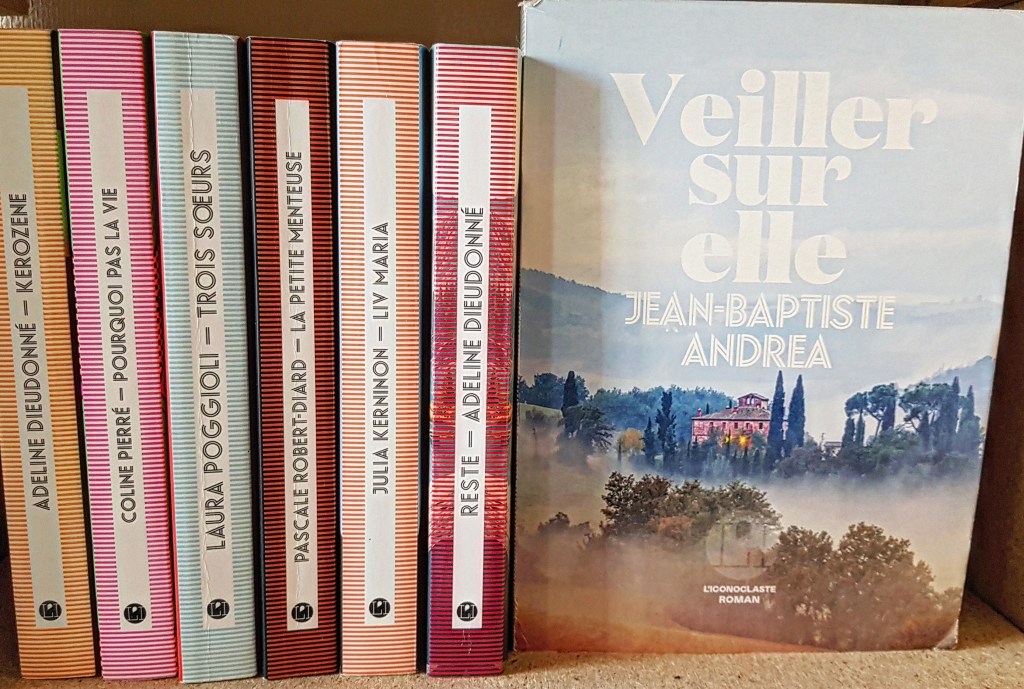 ADELINE DIEUDONNÉ — KEROZENE
COLINE PIERRÉ — POURQUOI PAS LA VIE
LAURA POGGIOLI — TROIS SŒURS
PASCALE ROBERT-DIARD — LA PETITE MENTEUSE
JULIA KERNINON — LIV MARIA
RESTE — ADELINE DIEUDONNÉ
Veiller
sur
elle
JEAN-BAPTISTE
ANDREA
L'ICONOCLASTE
ROMAN